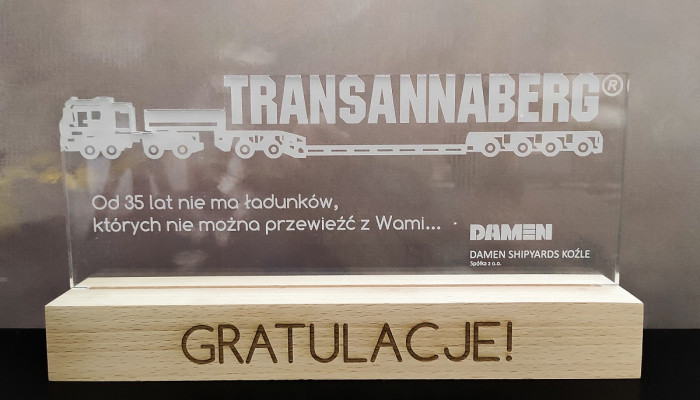 TRANSANNABERG®
Od 35 lat nie ma ładunków,
których nie można przewieźć z Wami...
DAMEN
DAMEN SHIPYARDS KOŹLE
Spółka z o.o.
GRATULACJE!